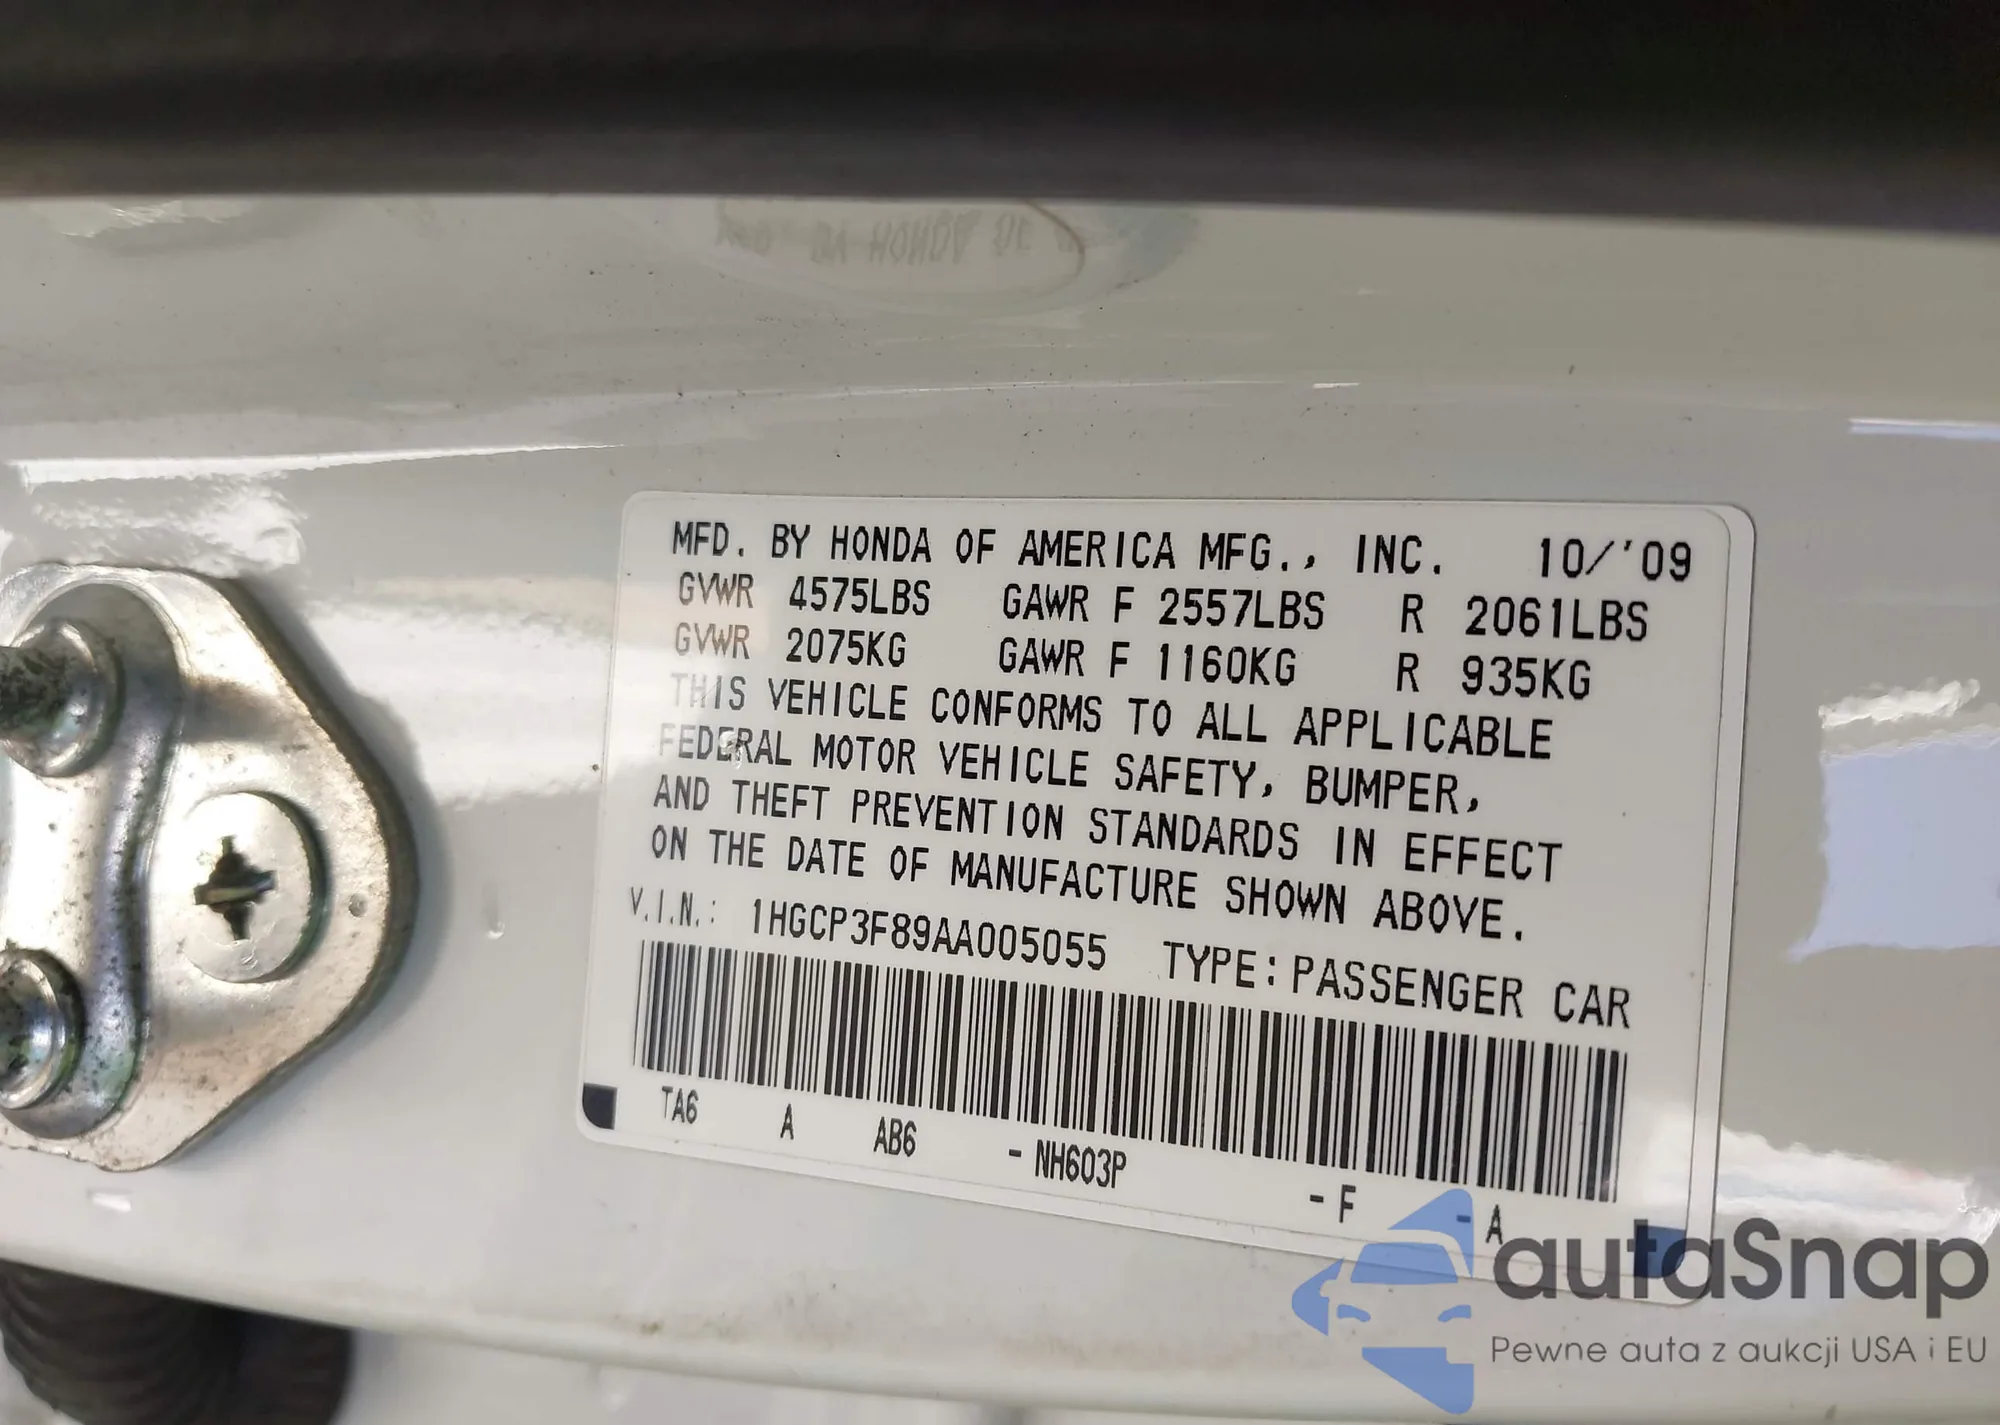 MFD. BY HONDA OF AMERICA MFG., INC. 10/'09
GVWR 4575LBS GAWR F 2557LBS R 2061LBS
GVWR 2075KG GAWR F 1160KG R 935KG
THIS VEHICLE CONFORMS TO ALL APPLICABLE
FEDERAL MOTOR VEHICLE SAFETY, BUMPER,
AND THEFT PREVENTION STANDARDS IN EFFECT
ON THE DATE OF MANUFACTURE SHOWN ABOVE.
V.I.N.: 1HGCP3F89AA005055 TYPE: PASSENGER CAR
TA6 A AB6 - NH603P - F - A
autaSnap
Pewne auta z aukcji USA i EU